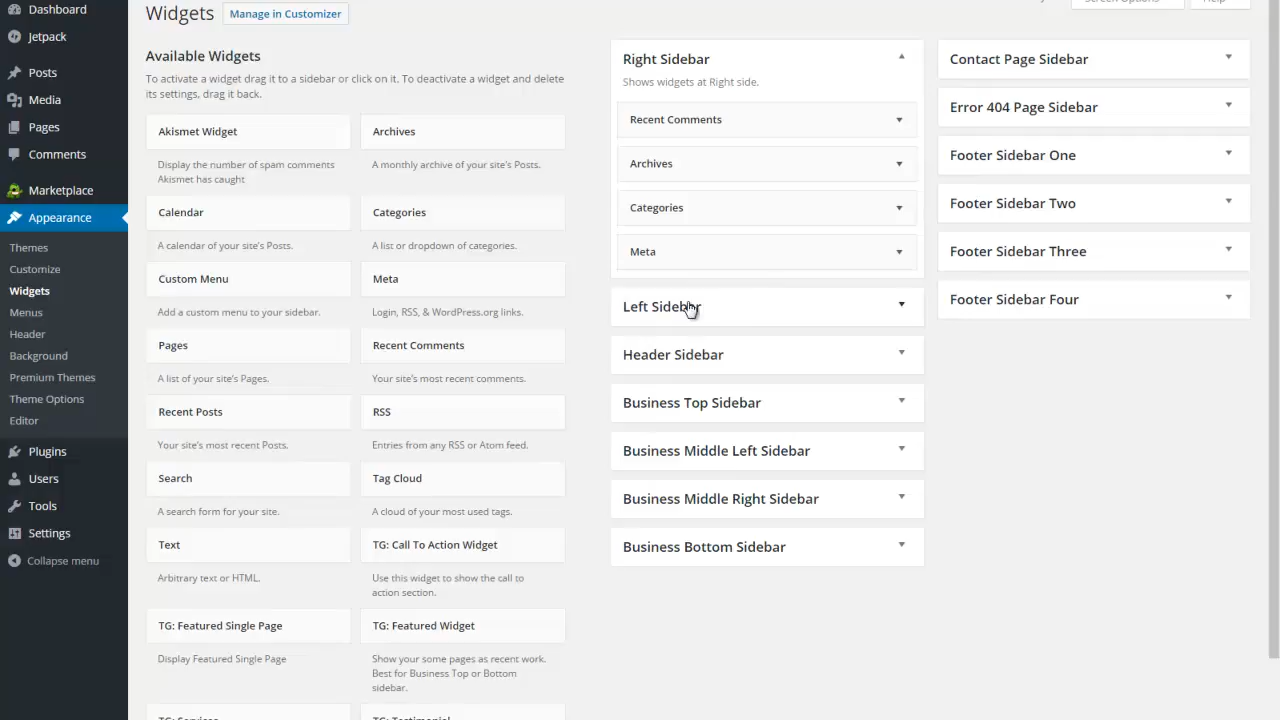 Dashboard
Jetpack
Posts
Media
Pages
Comments
Marketplace
Appearance
Themes
Customize
Widgets
Menus
Header
Background
Premium Themes
Theme Options
Editor
Plugins
Users
Tools
Settings
Collapse menu
Widgets
Manage in Customizer
Screen Options
Help
Available Widgets
To activate a widget drag it to a sidebar or click on it. To deactivate a widget and delete
its settings, drag it back.
Akismet Widget
Display the number of spam comments
Akismet has caught
Archives
A monthly archive of your site's Posts.
Calendar
A calendar of your site's Posts.
Categories
A list or dropdown of categories.
Custom Menu
Add a custom menu to your sidebar.
Meta
Login, RSS, & WordPress.org links.
Pages
A list of your site's Pages.
Recent Comments
Your site's most recent comments.
Recent Posts
Your site's most recent Posts.
RSS
Entries from any RSS or Atom feed.
Search
A search form for your site.
Tag Cloud
A cloud of your most used tags.
Text
Arbitrary text or HTML.
TG: Call To Action Widget
Use this widget to show the call to
action section.
TG: Featured Single Page
Display Featured Single Page
TG: Featured Widget
Show your some pages as recent work.
Best for Business Top or Bottom
sidebar.
TG: Services
TG: Testimonial
Right Sidebar
Shows widgets at Right side.
Recent Comments
Archives
Categories
Meta
Left Sidebar
Header Sidebar
Business Top Sidebar
Business Middle Left Sidebar
Business Middle Right Sidebar
Business Bottom Sidebar
Contact Page Sidebar
Error 404 Page Sidebar
Footer Sidebar One
Footer Sidebar Two
Footer Sidebar Three
Footer Sidebar Four